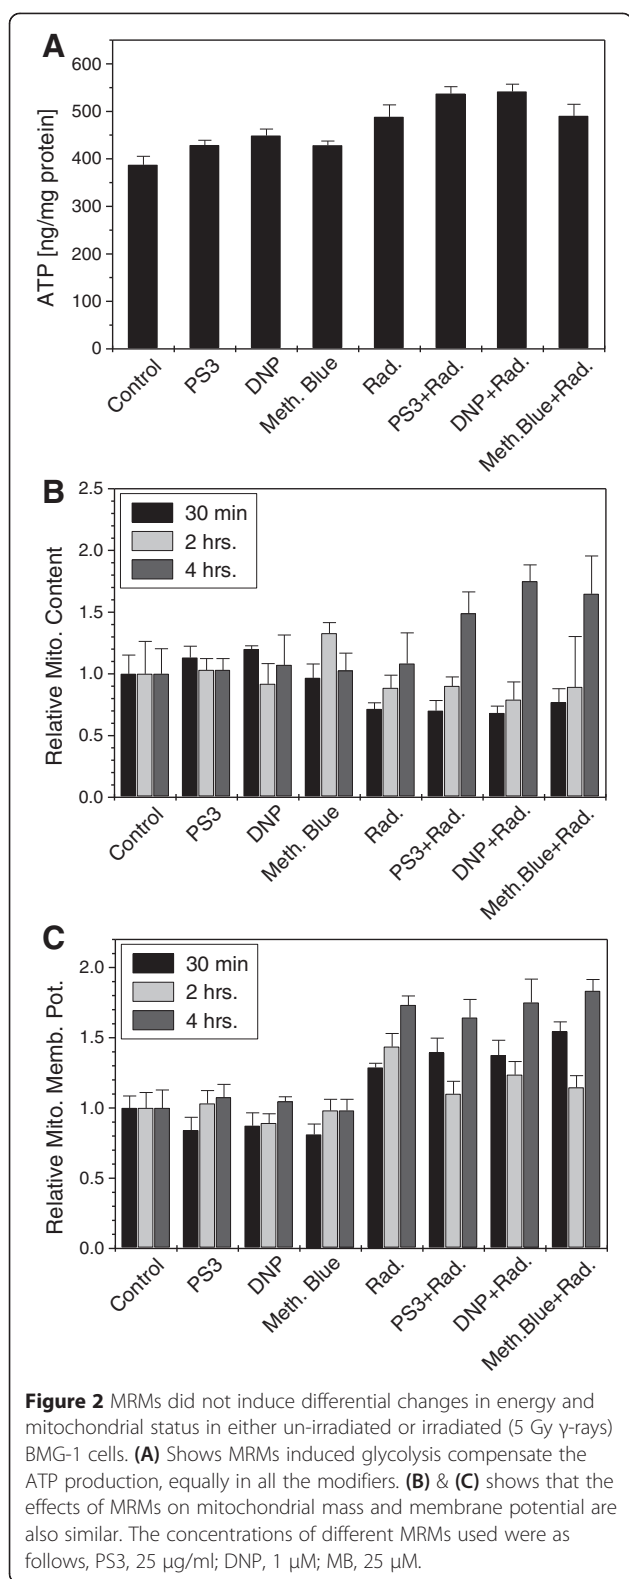 A
ATP [ng/mg protein]
600
500
400
300
200
100
0
Control
PS3
DNP
Meth. Blue
Rad.
PS3+Rad.
DNP+Rad.
Meth.Blue+Rad.
B
Relative Mito. Content
2.5
2.0
1.5
1.0
0.5
0.0
30 min
2 hrs.
4 hrs.
Control
PS3
DNP
Meth. Blue
Rad.
PS3+Rad.
DNP+Rad.
Meth.Blue+Rad.
C
Relative Mito. Memb. Pot.
2.0
1.5
1.0
0.5
0.0
30 min
2 hrs.
4 hrs.
Control
PS3
DNP
Meth. Blue
Rad.
PS3+Rad.
DNP+Rad.
Meth.Blue+Rad.
Figure 2 MRMs did not induce differential changes in energy and
mitochondrial status in either un-irradiated or irradiated (5 Gy γ-rays)
BMG-1 cells. (A) Shows MRMs induced glycolysis compensate the
ATP production, equally in all the modifiers. (B) & (C) shows that the
effects of MRMs on mitochondrial mass and membrane potential are
also similar. The concentrations of different MRMs used were as
follows, PS3, 25 μg/ml; DNP, 1 μM; MB, 25 μM.